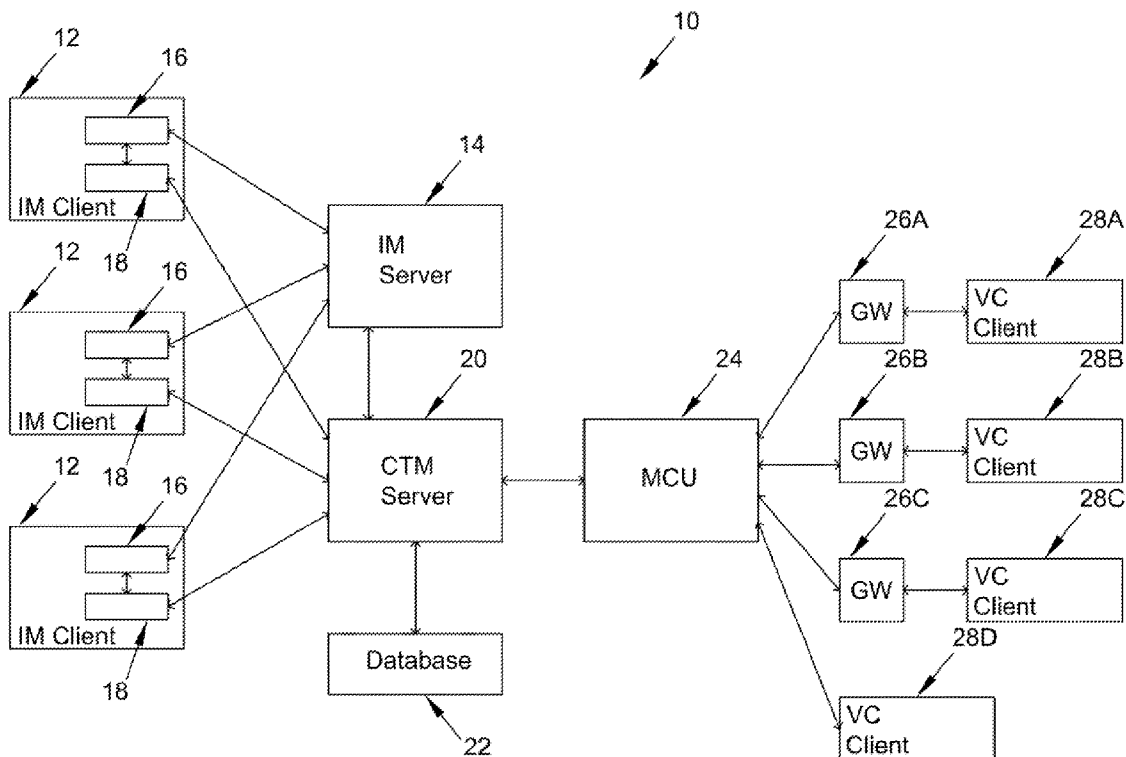 10
12
16
IM Client
18
14
IM
Server
12
16
IM Client
18
20
CTM
Server
24
MCU
26A
28A
GW
VC
Client
26B
28B
GW
VC
Client
26C
28C
GW
VC
Client
12
16
IM Client
18
Database
22
28D
VC
Client